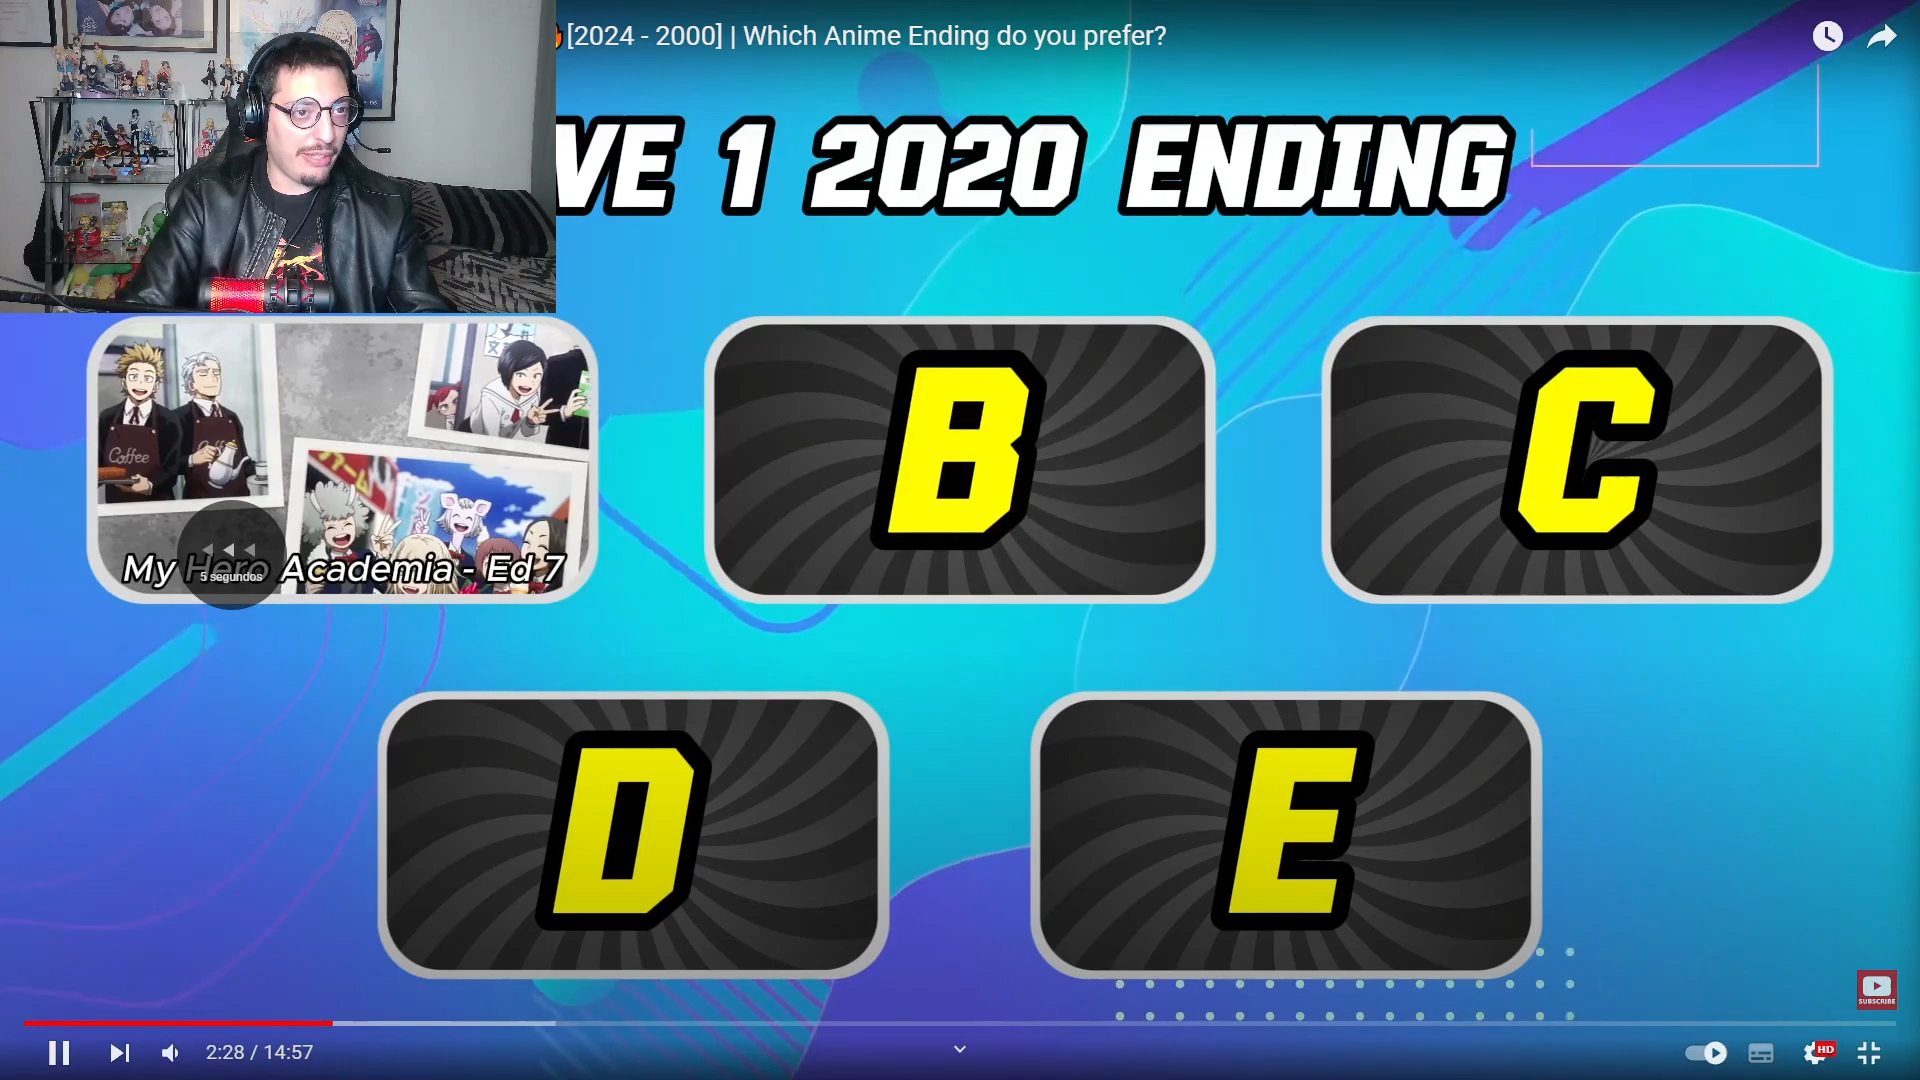 [2024 - 2000] | Which Anime Ending do you prefer?
VE 1 2020 ENDING
Coffee
My Hero Academia - Ed 7
5 segundos
B
C
D
E
SUBSCRIBE
2:28 / 14:57
HD